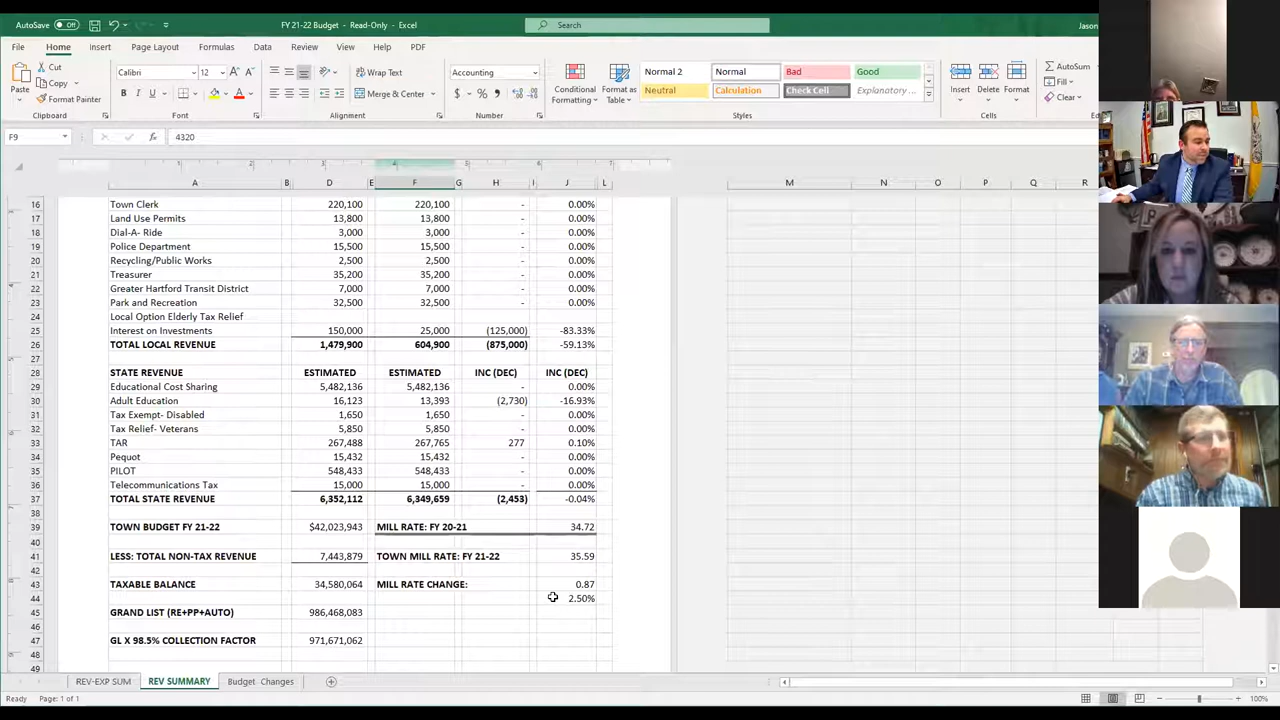 AutoSave Off FY 21-22 Budget - Read-Only - Excel Search Jason
File Home Insert Page Layout Formulas Data Review View Help PDF
Cut Calibri 12 Wrap Text Accounting Normal 2 Normal Bad Good AutoSum
Copy Fill
Paste Format Painter B I U Merge & Center $ % Conditional Formatting Format as Table Neutral Calculation Check Cell Explanatory ... Insert Delete Format Clear
Clipboard Font Alignment Number Styles Cells
F9 fx 4320
A B D E F G H I J L M N O P Q R
16 Town Clerk 220,100 220,100 - 0.00%
17 Land Use Permits 13,800 13,800 - 0.00%
18 Dial-A- Ride 3,000 3,000 - 0.00%
19 Police Department 15,500 15,500 - 0.00%
20 Recycling/Public Works 2,500 2,500 - 0.00%
21 Treasurer 35,200 35,200 - 0.00%
22 Greater Hartford Transit District 7,000 7,000 - 0.00%
23 Park and Recreation 32,500 32,500 - 0.00%
24 Local Option Elderly Tax Relief
25 Interest on Investments 150,000 25,000 (125,000) -83.33%
26 TOTAL LOCAL REVENUE 1,479,900 604,900 (875,000) -59.13%
27
28 STATE REVENUE ESTIMATED ESTIMATED INC (DEC) INC (DEC)
29 Educational Cost Sharing 5,482,136 5,482,136 - 0.00%
30 Adult Education 16,123 13,393 (2,730) -16.93%
31 Tax Exempt- Disabled 1,650 1,650 - 0.00%
32 Tax Relief- Veterans 5,850 5,850 - 0.00%
33 TAR 267,488 267,765 277 0.10%
34 Pequot 15,432 15,432 - 0.00%
35 PILOT 548,433 548,433 - 0.00%
36 Telecommunications Tax 15,000 15,000 - 0.00%
37 TOTAL STATE REVENUE 6,352,112 6,349,659 (2,453) -0.04%
38
39 TOWN BUDGET FY 21-22 $42,023,943 MILL RATE: FY 20-21 34.72
40
41 LESS: TOTAL NON-TAX REVENUE 7,443,879 TOWN MILL RATE: FY 21-22 35.59
42
43 TAXABLE BALANCE 34,580,064 MILL RATE CHANGE: 0.87
44 2.50%
45 GRAND LIST (RE+PP+AUTO) 986,468,083
46
47 GL X 98.5% COLLECTION FACTOR 971,671,062
48
49
REV-EXP SUM REV SUMMARY Budget Changes
Ready Page: 1 of 1 100%